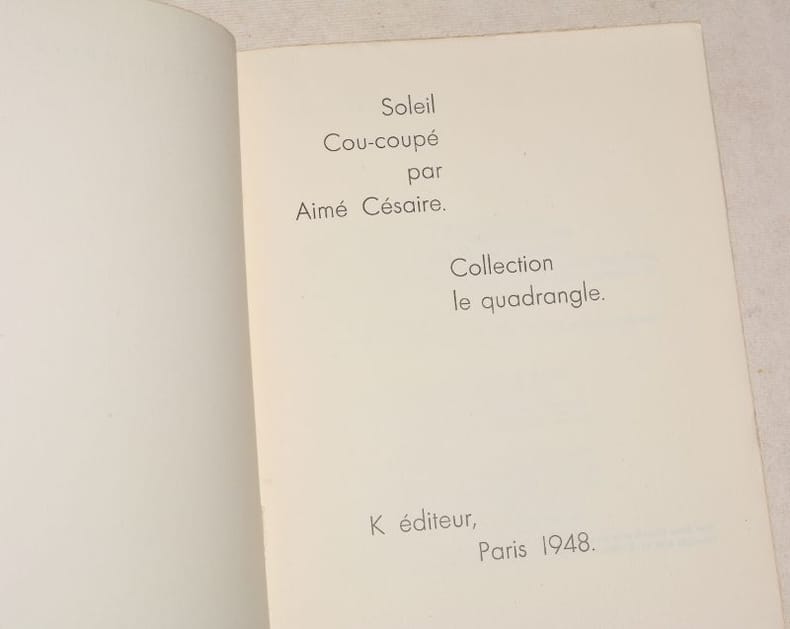 Soleil
Cou-coupé
par
Aimé Césaire.
Collection
le quadrangle.
K éditeur,
Paris 1948.